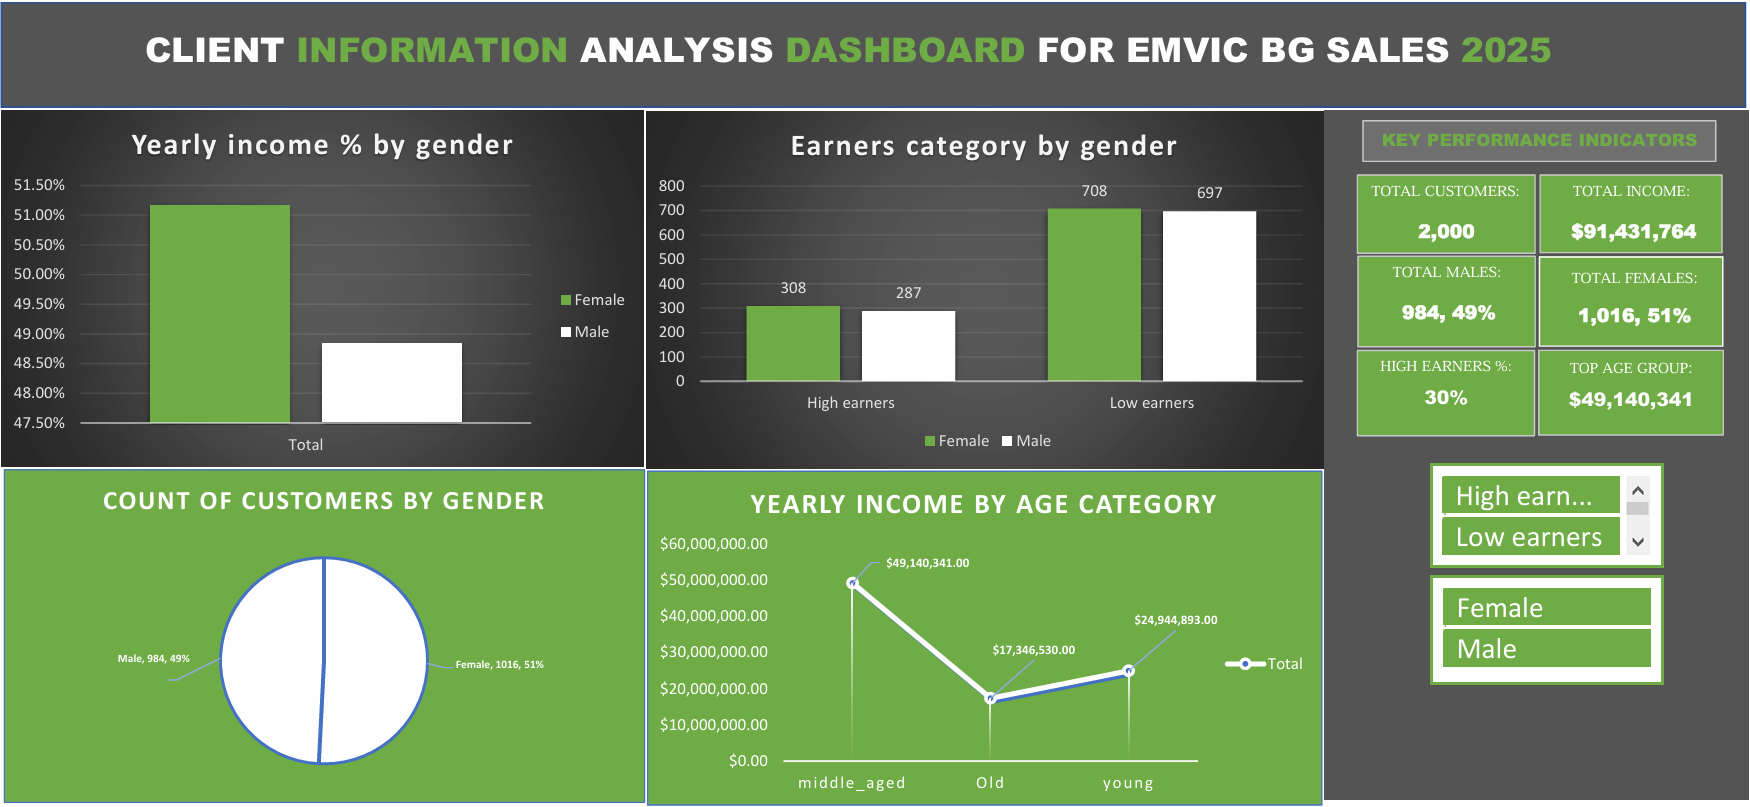 CLIENT INFORMATION ANALYSIS DASHBOARD FOR EMVIC BG SALES 2025
Yearly income % by gender
51.50%
51.00%
50.50%
50.00%
49.50%
49.00%
48.50%
48.00%
47.50%
Total
Female
Male
Earners category by gender
800
700
600
500
400
300
200
100
0
308
287
708
697
High earners
Low earners
Female
Male
KEY PERFORMANCE INDICATORS
TOTAL CUSTOMERS:
2,000
TOTAL INCOME:
$91,431,764
TOTAL MALES:
984, 49%
TOTAL FEMALES:
1,016, 51%
HIGH EARNERS %:
30%
TOP AGE GROUP:
$49,140,341
High earn...
Low earners
Female
Male
COUNT OF CUSTOMERS BY GENDER
Male, 984, 49%
Female, 1016, 51%
YEARLY INCOME BY AGE CATEGORY
$60,000,000.00
$50,000,000.00
$40,000,000.00
$30,000,000.00
$20,000,000.00
$10,000,000.00
$0.00
$49,140,341.00
$17,346,530.00
$24,944,893.00
middle_aged
Old
young
Total